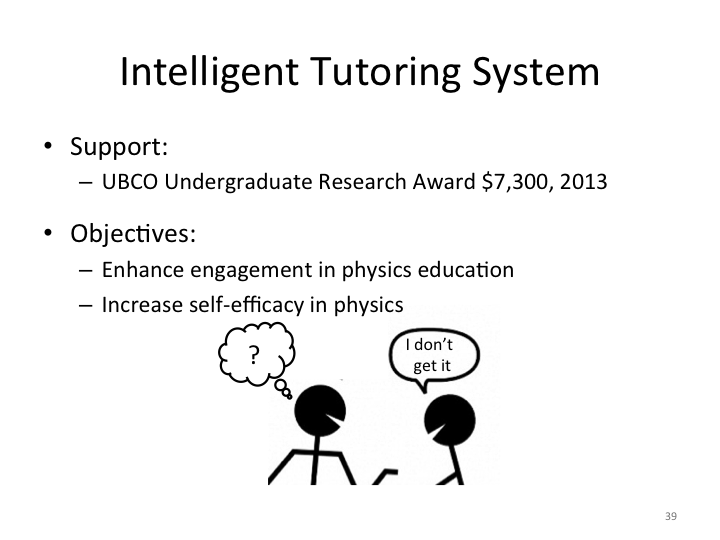 Intelligent Tutoring System
• Support:
– UBCO Undergraduate Research Award $7,300, 2013
• Objectives:
– Enhance engagement in physics education
– Increase self-efficacy in physics
?
I don't
get it
39